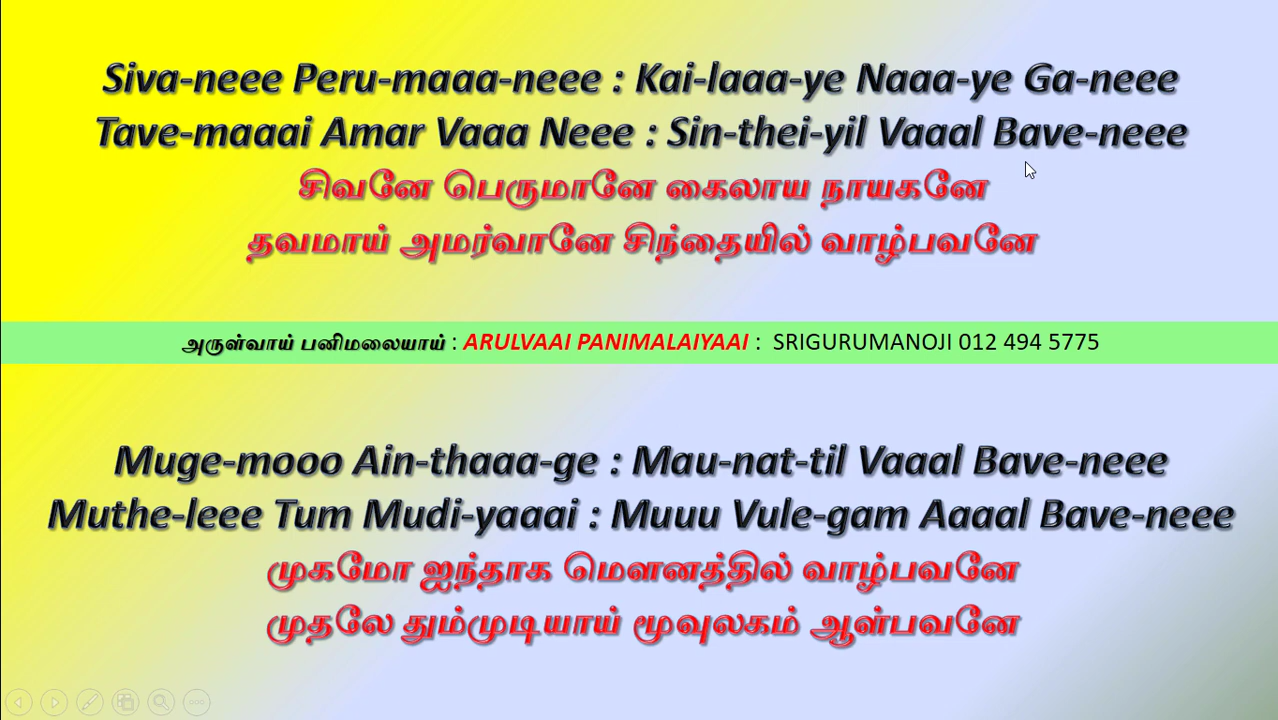 Siva-neee Peru-maaa-neee : Kai-laaa-ye Naaa-ye Ga-neee
Tave-maaai Amar Vaaa Neee : Sin-thei-yil Vaaal Bave-neee
சிவனே பெருமானே கைலாய நாயகனே
தவமாய் அமர்வானே சிந்தையில் வாழ்பவனே
அருள்வாய் பனிமலையாய் : ARULVAAI PANIMALAIYAAI : SRIGURUMANOJI 012 494 5775
Muge-mooo Ain-thaaa-ge : Mau-nat-til Vaaal Bave-neee
Muthe-leee Tum Mudi-yaaai : Muuu Vule-gam Aaaal Bave-neee
முகமோ ஐந்தாக மௌனத்தில் வாழ்பவனே
முதலே தும்முடியாய் மூவுலகம் ஆள்பவனே